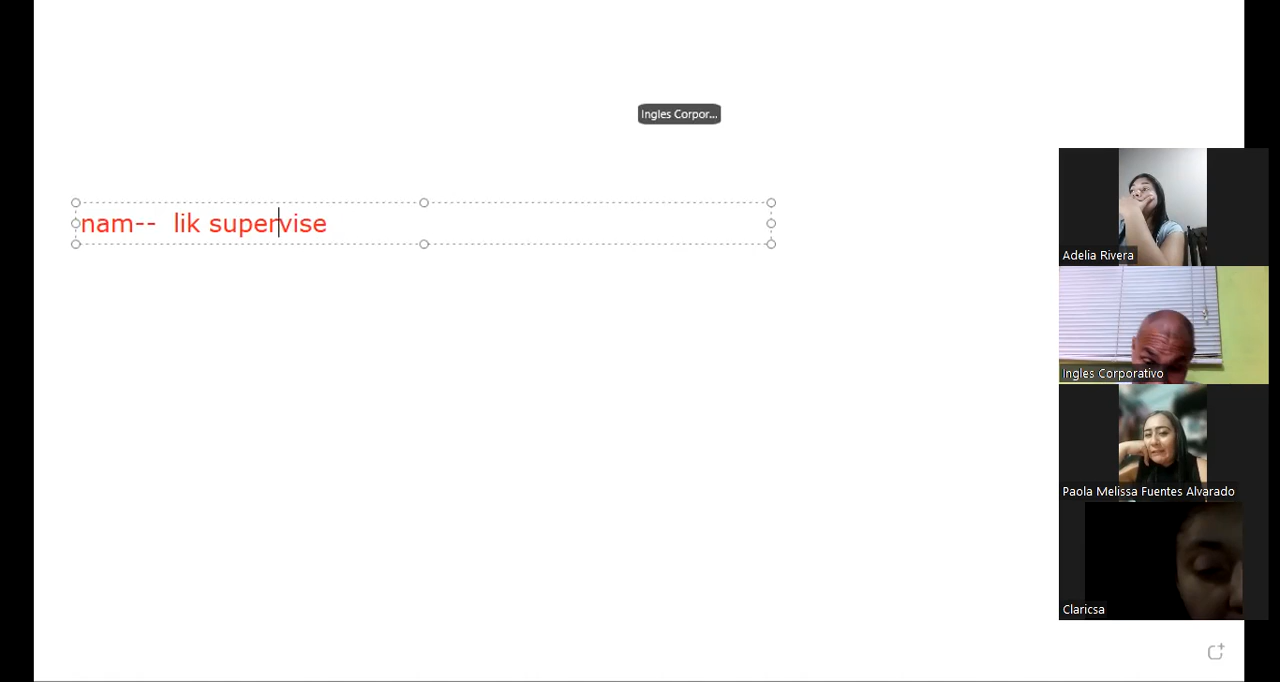 Ingles Corpor...
nam--  lik supervise
Adelia Rivera
Ingles Corporativo
Paola Melissa Fuentes Alvarado
Claricsa